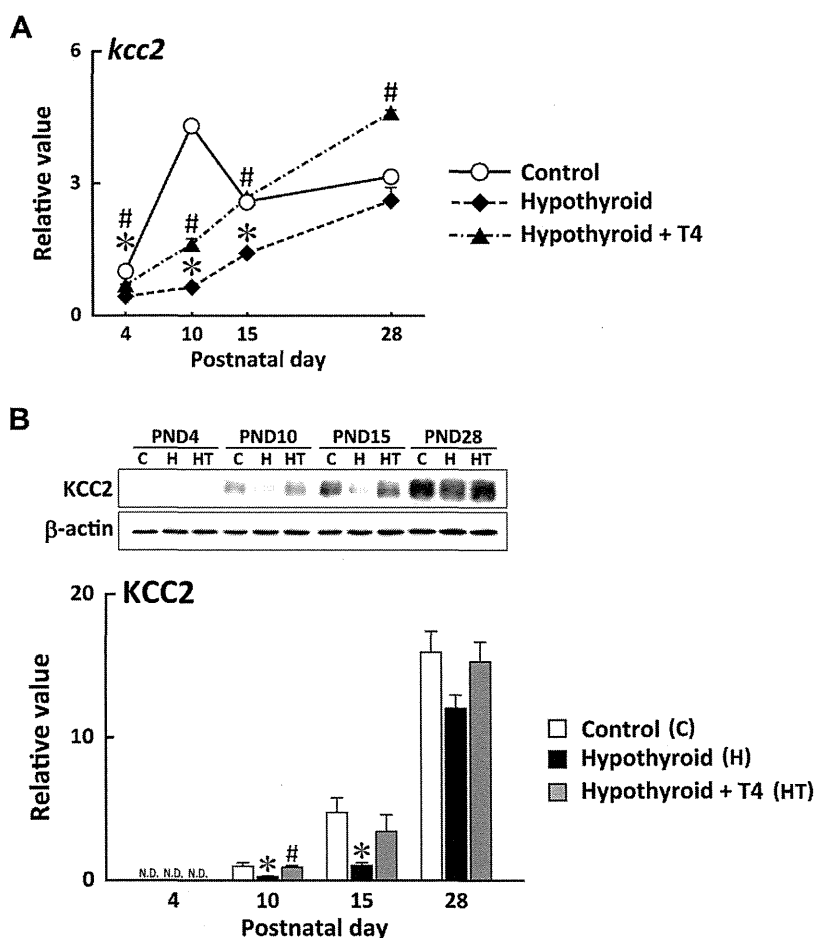 A
kcc2
6
3
0
Relative value
#
*
#
*
#
*
#
4 10 15 28
Postnatal day
Control
Hypothyroid
Hypothyroid + T4
B
PND4 PND10 PND15 PND28
C H HT C H HT C H HT C H HT
KCC2
β-actin
KCC2
20
10
0
Relative value
N.D. N.D. N.D.
* #
*
4 10 15 28
Postnatal day
Control (C)
Hypothyroid (H)
Hypothyroid + T4 (HT)